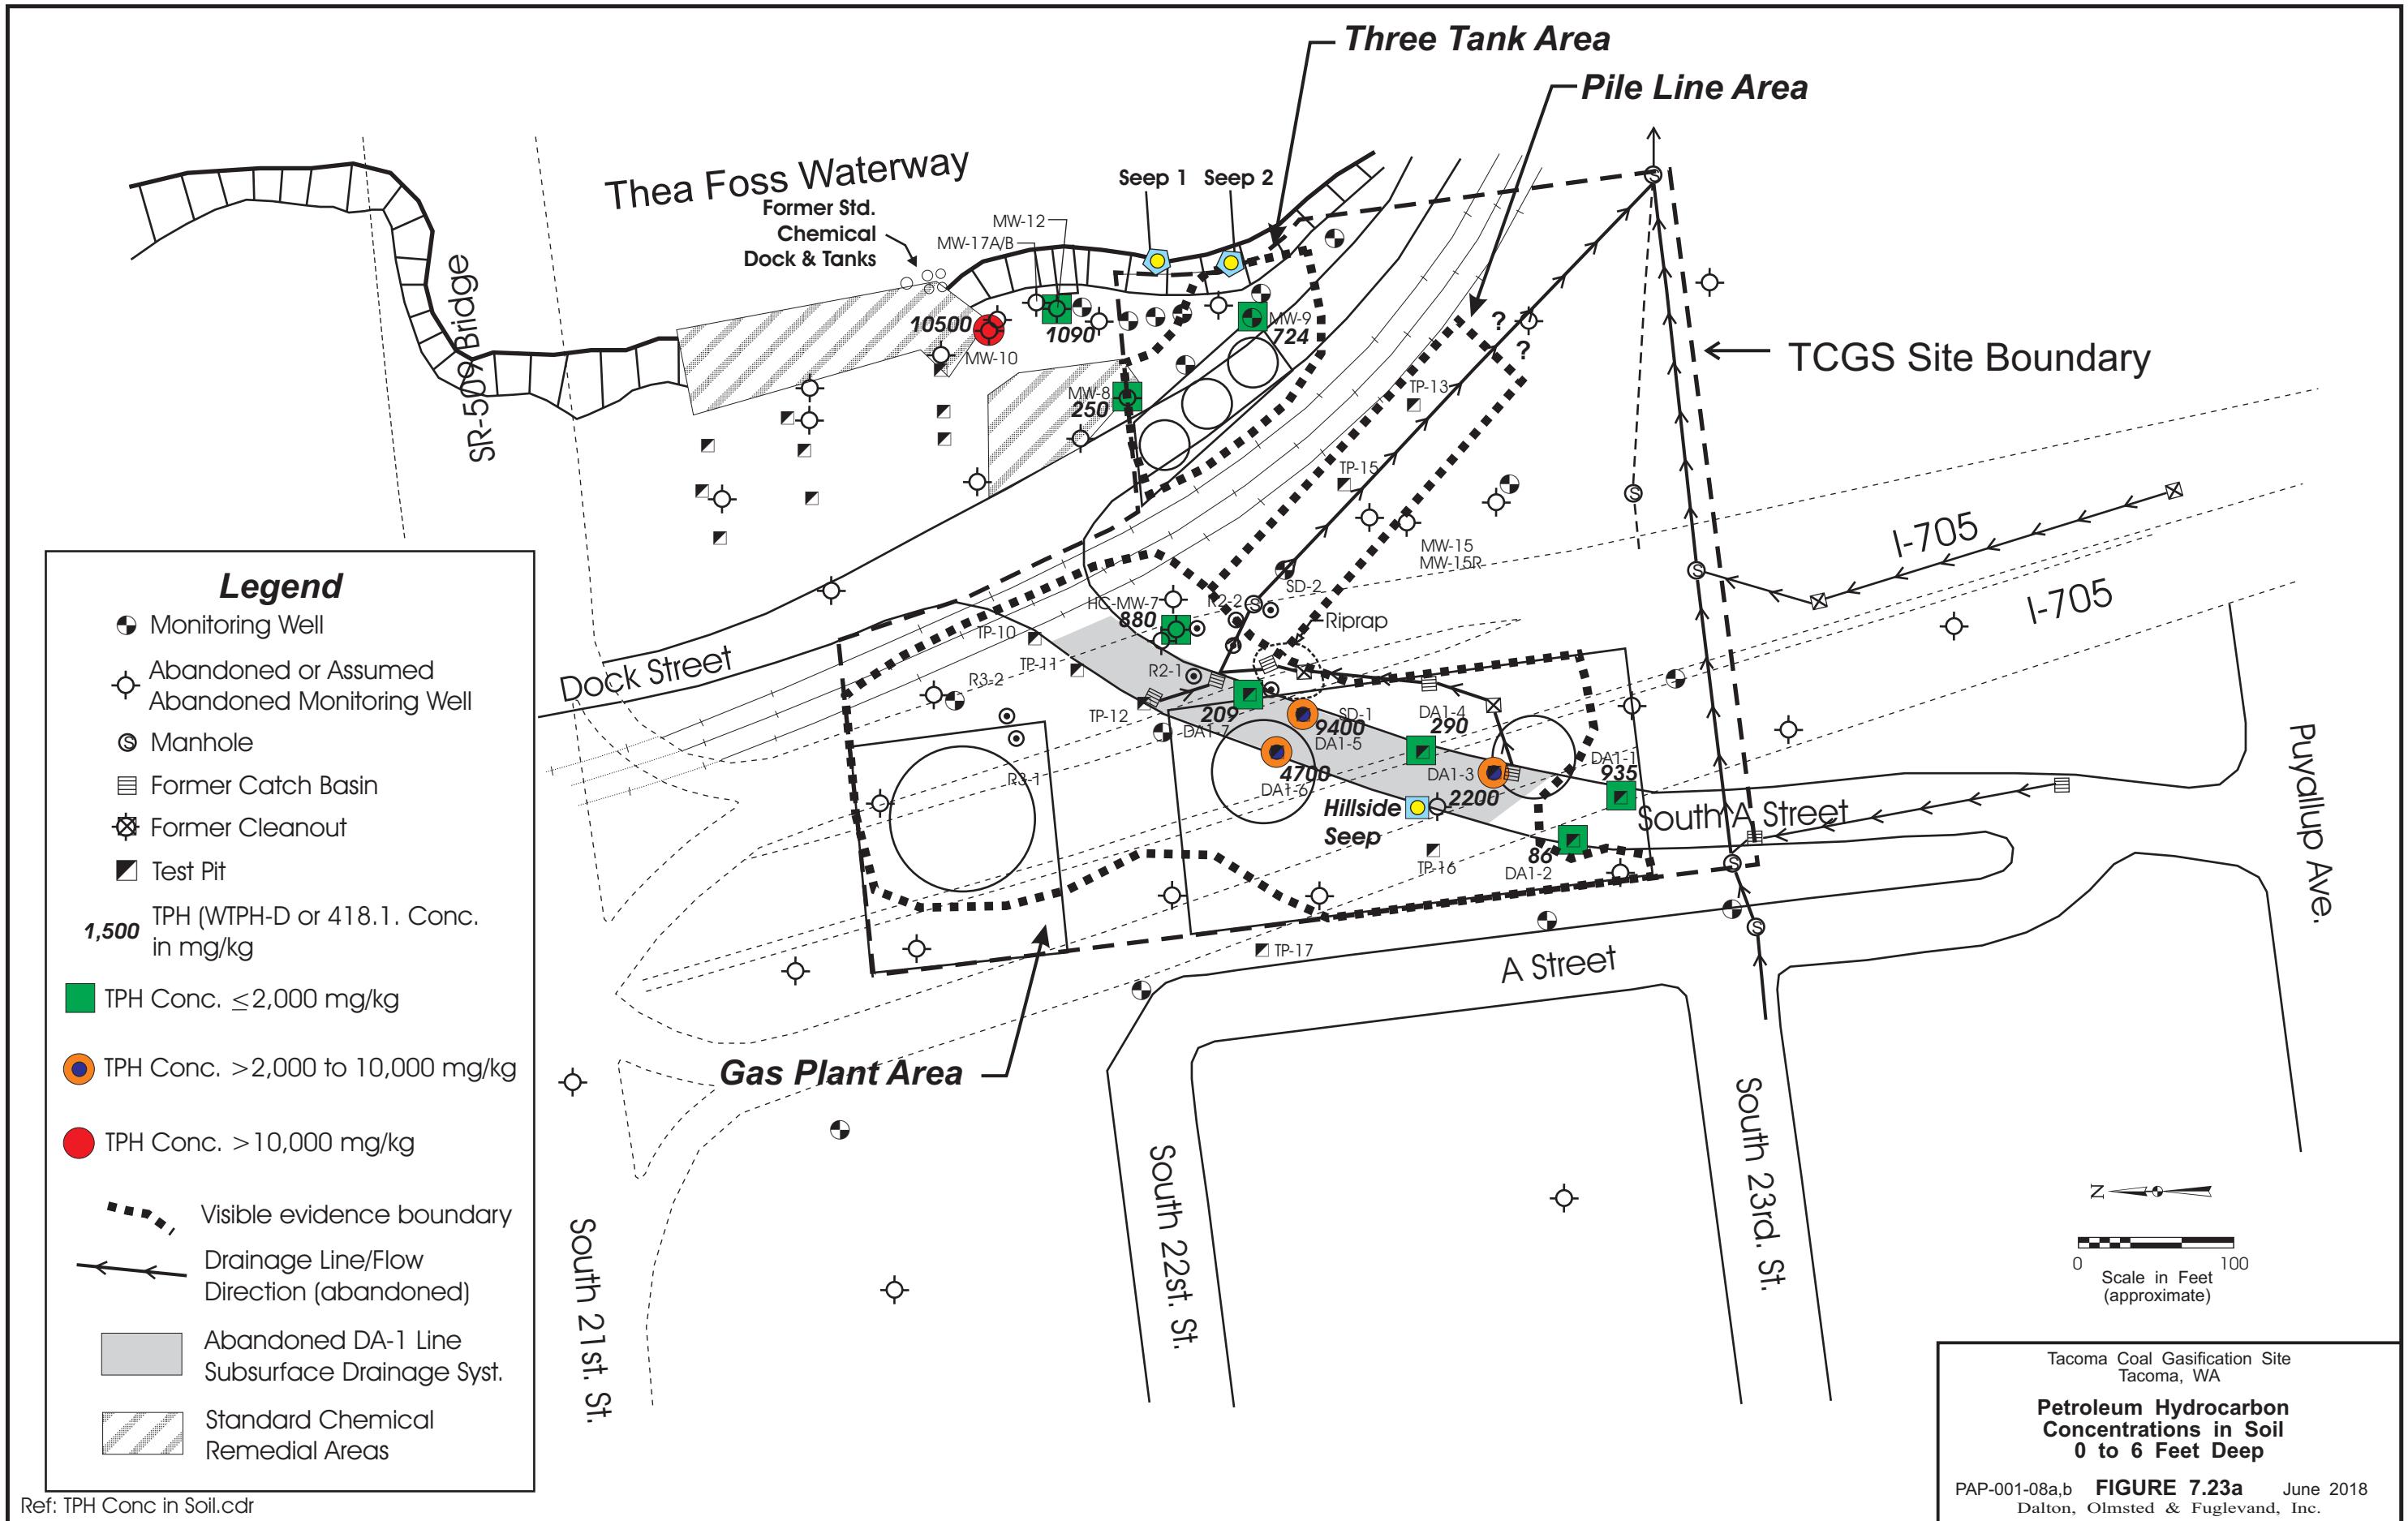 Three Tank Area
Pile Line Area
Thea Foss Waterway
Seep 1
Seep 2
Former Std.
Chemical
Dock & Tanks
MW-12
MW-17A/B
SR-509 Bridge
10500
MW-10
1090
MW-9
724
MW-8
250
?
?
TCGS Site Boundary
TP-13
TP-15
MW-15
MW-15R
I-705
I-705
SD-2
R2-2
HC-MW-7
880
Riprap
TP-10
TP-11
R2-1
R3-2
Dock Street
TP-12
209
DA1-7
SD-1
9400
DA1-5
DA1-4
290
4700
DA1-6
R3-1
DA1-3
2200
DA1-1
935
Hillside
Seep
South A Street
86
DA1-2
TP-16
TP-17
A Street
Puyallup Ave.
Gas Plant Area
South 21st. St.
South 22st. St.
South 23rd. St.
Legend
Monitoring Well
Abandoned or Assumed
Abandoned Monitoring Well
S Manhole
Former Catch Basin
Former Cleanout
Test Pit
1,500 TPH (WTPH-D or 418.1. Conc.
in mg/kg
TPH Conc. ≤2,000 mg/kg
TPH Conc. >2,000 to 10,000 mg/kg
TPH Conc. >10,000 mg/kg
Visible evidence boundary
Drainage Line/Flow
Direction (abandoned)
Abandoned DA-1 Line
Subsurface Drainage Syst.
Standard Chemical
Remedial Areas
Ref: TPH Conc in Soil.cdr
N
0 100
Scale in Feet
(approximate)
Tacoma Coal Gasification Site
Tacoma, WA
Petroleum Hydrocarbon
Concentrations in Soil
0 to 6 Feet Deep
PAP-001-08a,b FIGURE 7.23a June 2018
Dalton, Olmsted & Fuglevand, Inc.
S
S
S
S
S
S